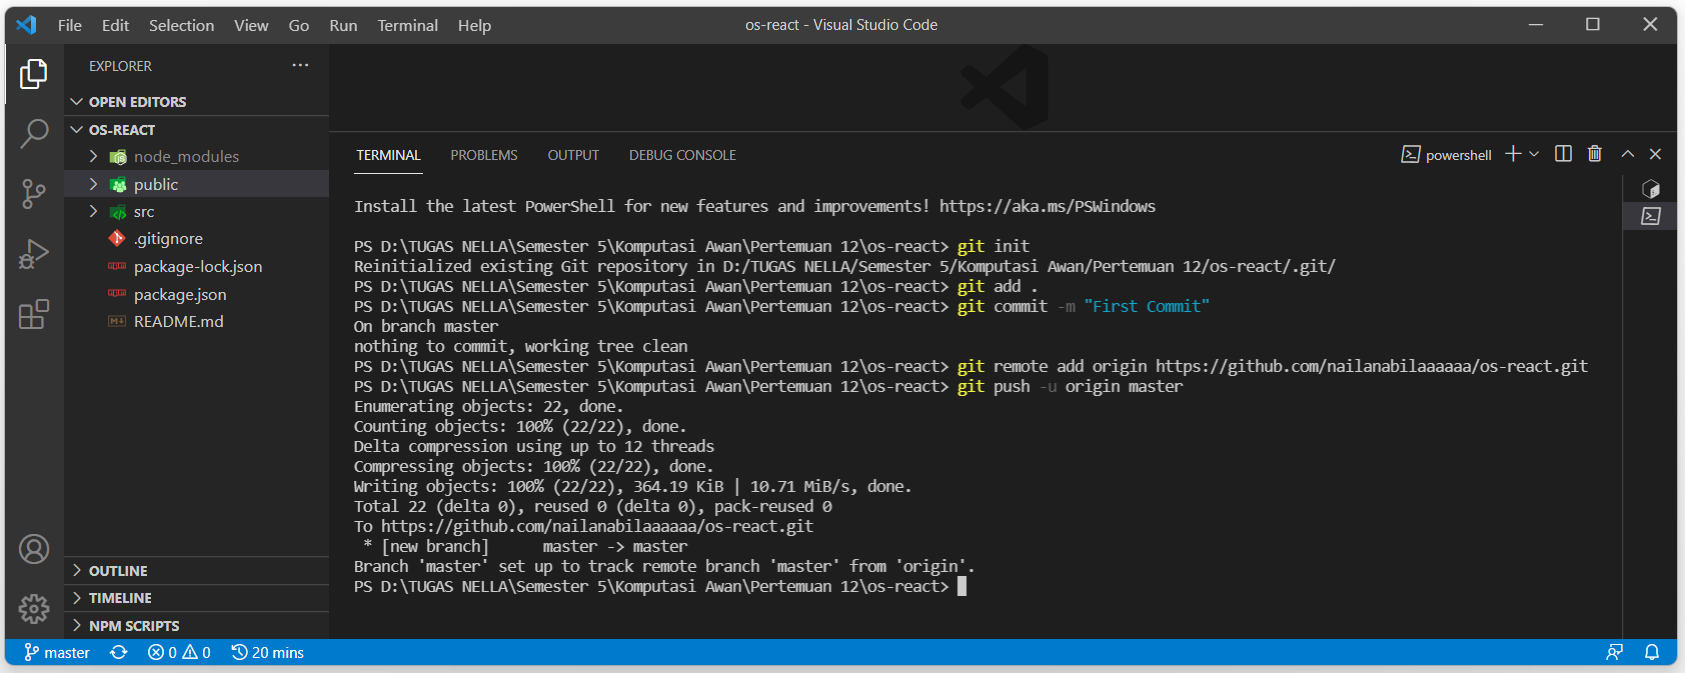 File Edit Selection View Go Run Terminal Help
os-react - Visual Studio Code
EXPLORER
OPEN EDITORS
OS-REACT
node_modules
public
src
.gitignore
package-lock.json
package.json
README.md
OUTLINE
TIMELINE
NPM SCRIPTS
TERMINAL PROBLEMS OUTPUT DEBUG CONSOLE
powershell
Install the latest PowerShell for new features and improvements! https://aka.ms/PSWindows
PS D:\TUGAS NELLA\Semester 5\Komputasi Awan\Pertemuan 12\os-react> git init
Reinitialized existing Git repository in D:/TUGAS NELLA/Semester 5/Komputasi Awan/Pertemuan 12/os-react/.git/
PS D:\TUGAS NELLA\Semester 5\Komputasi Awan\Pertemuan 12\os-react> git add .
PS D:\TUGAS NELLA\Semester 5\Komputasi Awan\Pertemuan 12\os-react> git commit -m "First Commit"
On branch master
nothing to commit, working tree clean
PS D:\TUGAS NELLA\Semester 5\Komputasi Awan\Pertemuan 12\os-react> git remote add origin https://github.com/nailanabilaaaaaa/os-react.git
PS D:\TUGAS NELLA\Semester 5\Komputasi Awan\Pertemuan 12\os-react> git push -u origin master
Enumerating objects: 22, done.
Counting objects: 100% (22/22), done.
Delta compression using up to 12 threads
Compressing objects: 100% (22/22), done.
Writing objects: 100% (22/22), 364.19 KiB | 10.71 MiB/s, done.
Total 22 (delta 0), reused 0 (delta 0), pack-reused 0
To https://github.com/nailanabilaaaaaa/os-react.git
 * [new branch]      master -> master
Branch 'master' set up to track remote branch 'master' from 'origin'.
PS D:\TUGAS NELLA\Semester 5\Komputasi Awan\Pertemuan 12\os-react>
master 0 0 20 mins